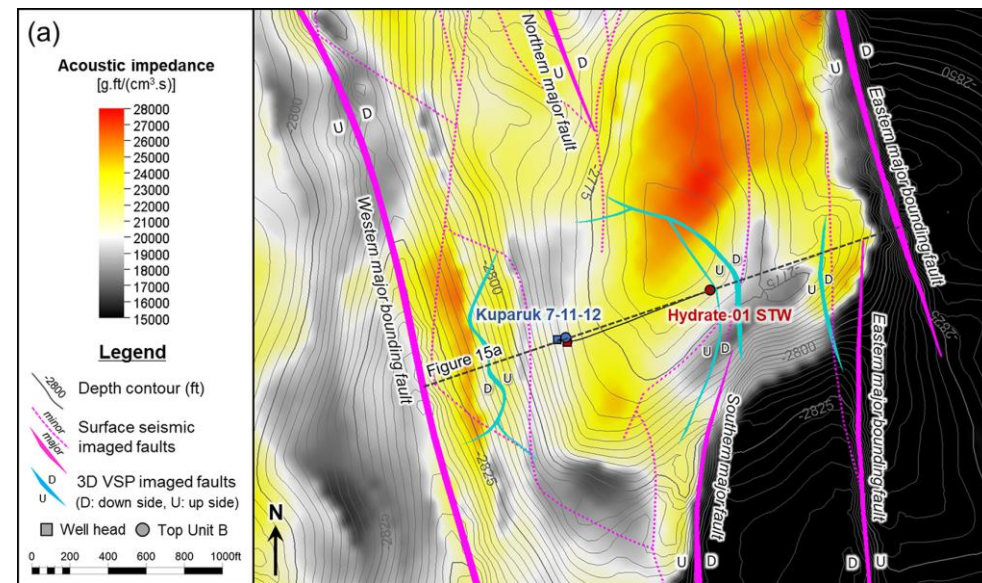 (a)
Acoustic impedance
[g.ft/(cm³.s)]
28000
27000
26000
25000
24000
23000
22000
21000
20000
19000
18000
17000
16000
15000
Legend
-2800
Depth contour (ft)
minor
major
Surface seismic
imaged faults
D
U
3D VSP imaged faults
(D: down side, U: up side)
Well head
Top Unit B
0 200 400 600 1000ft
N
-2800
U D
Western major bounding fault
Northern major fault
U D
-2775
U D
Eastern major bounding fault
-2850
-2800
Kuparuk 7-11-12
Hydrate-01 STW
U D
-2775
U D
Figure 15a
D U
U D
-2800
-2825
-2825
-2825
-2825
Southern major fault
Eastern major bounding fault
U D
D U